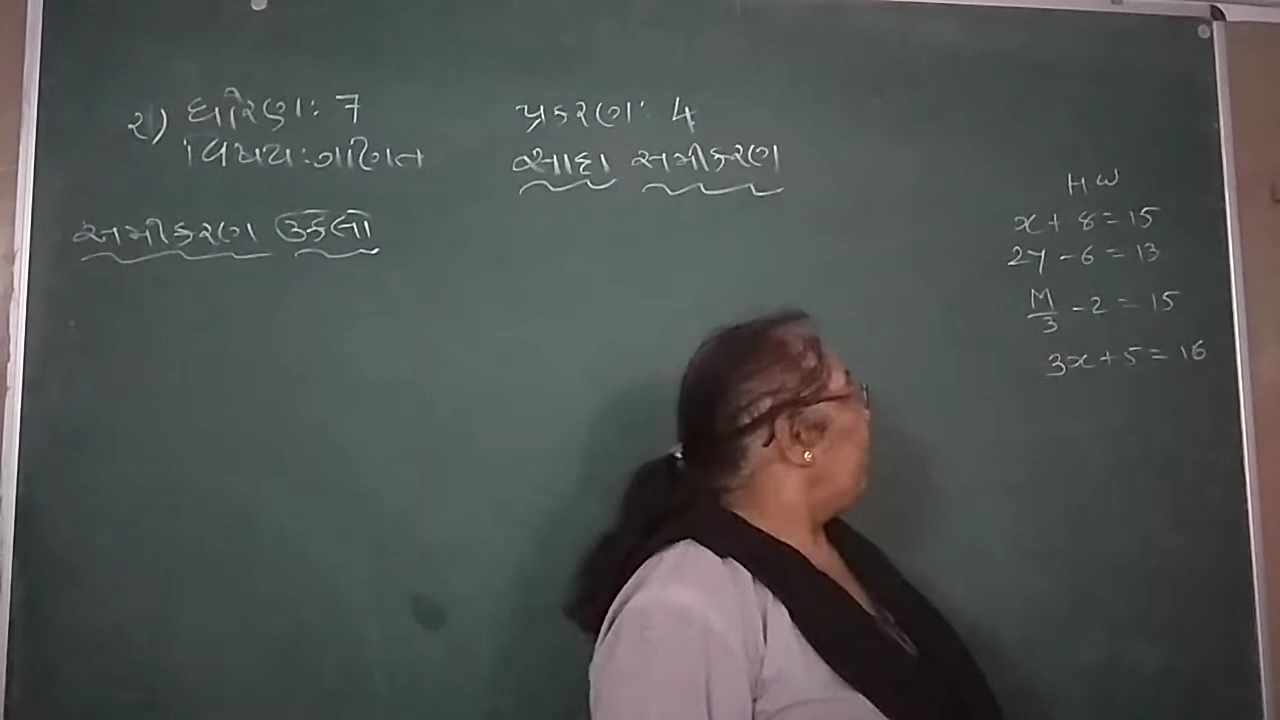 ૨) ધોરણ: 7
વિષય: ગણિત
પ્રકરણ: 4
સાદા સમીકરણ
સમીકરણ ઉકેલો
HW
x + 8 = 15
2y - 6 = 13
M/3 - 2 = 15
3x + 5 = 16